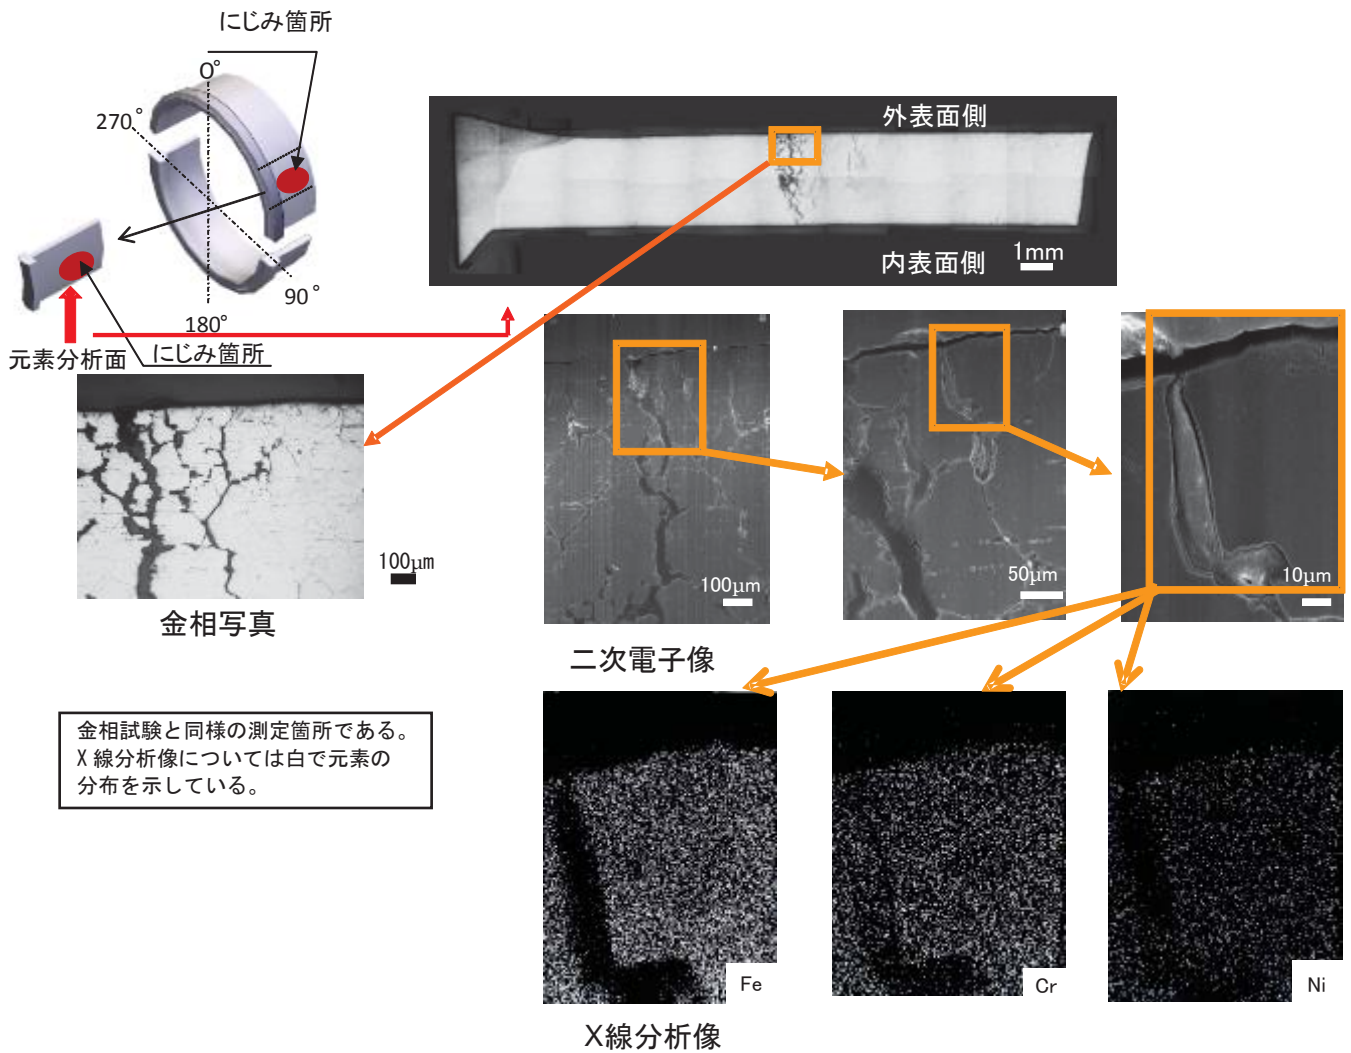 にじみ箇所
0°
270°
90°
180°
元素分析面
にじみ箇所
外表面側
内表面側
1mm
100μm
金相写真
100μm
50μm
10μm
二次電子像
金相試験と同様の測定箇所である。
X線分析像については白で元素の
分布を示している。
Fe
Cr
Ni
X線分析像